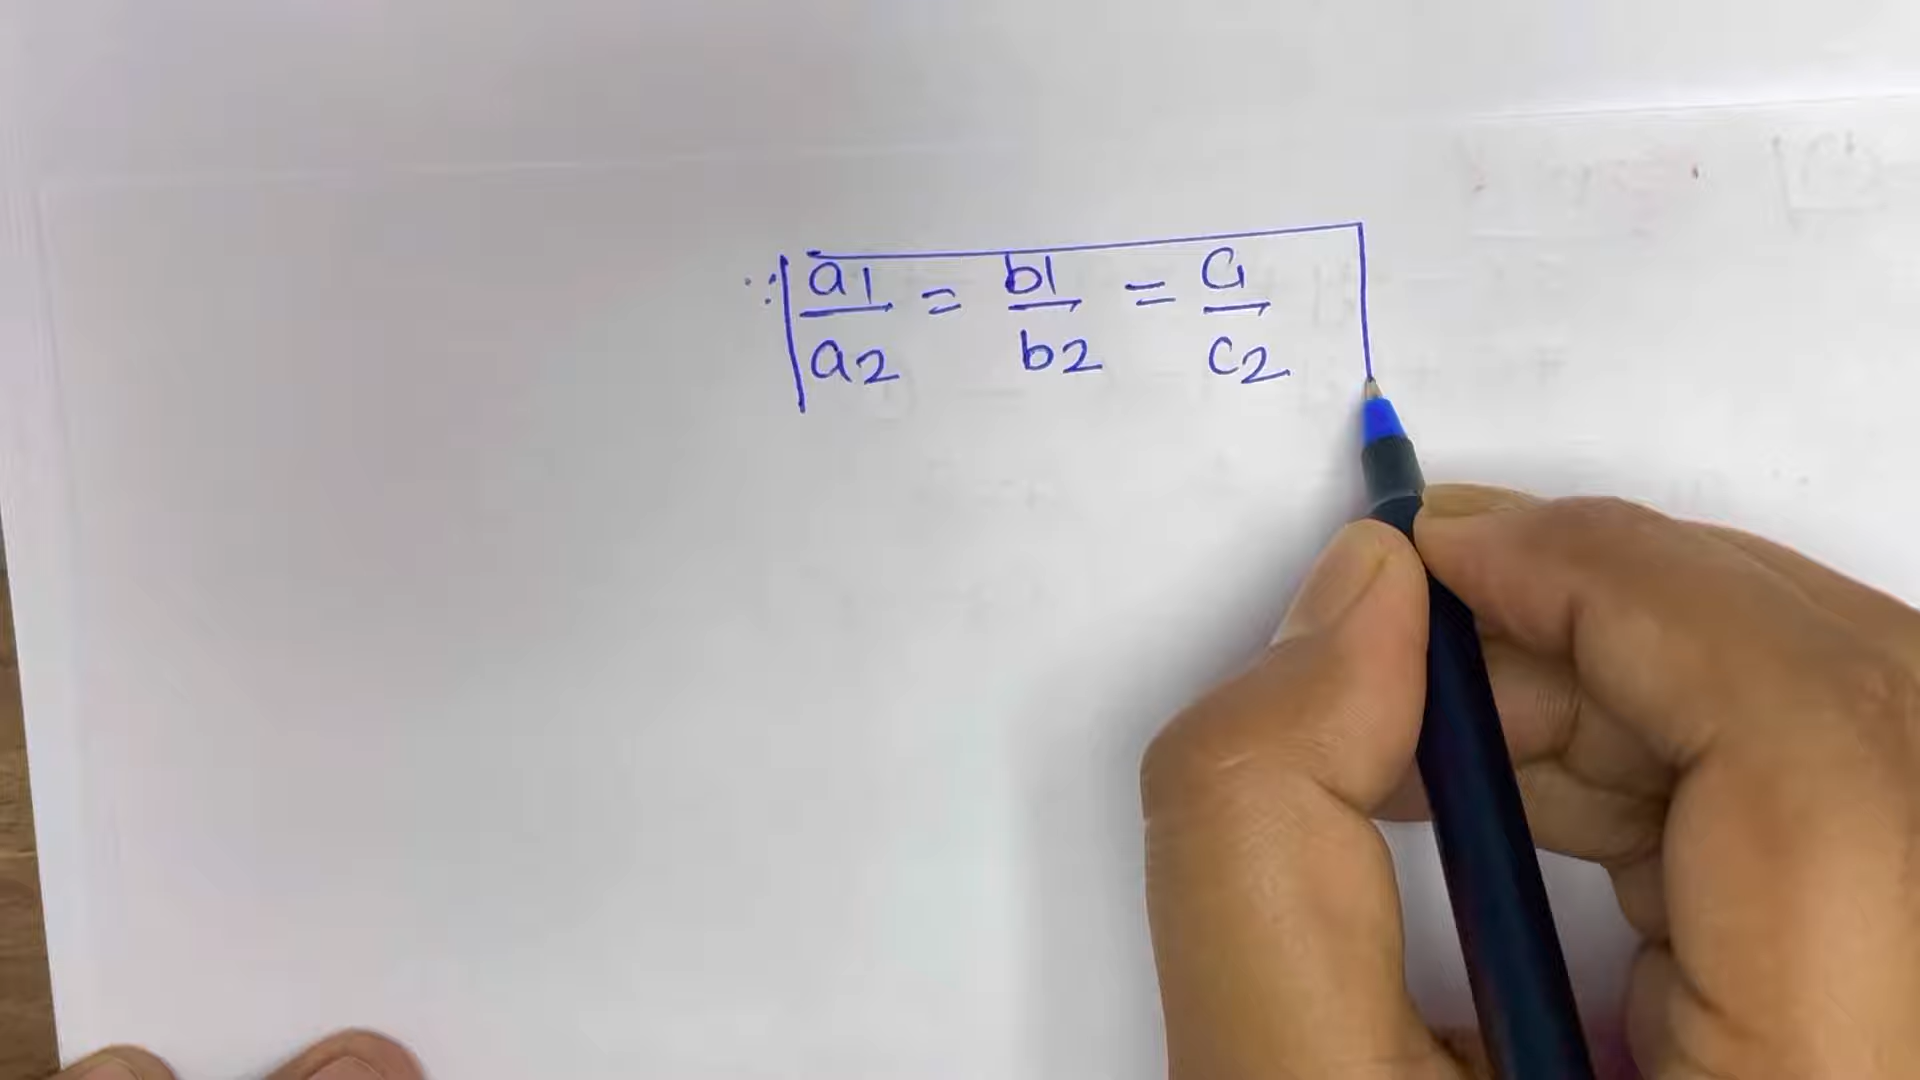 ∵ a1/a2 = b1/b2 = c1/c2